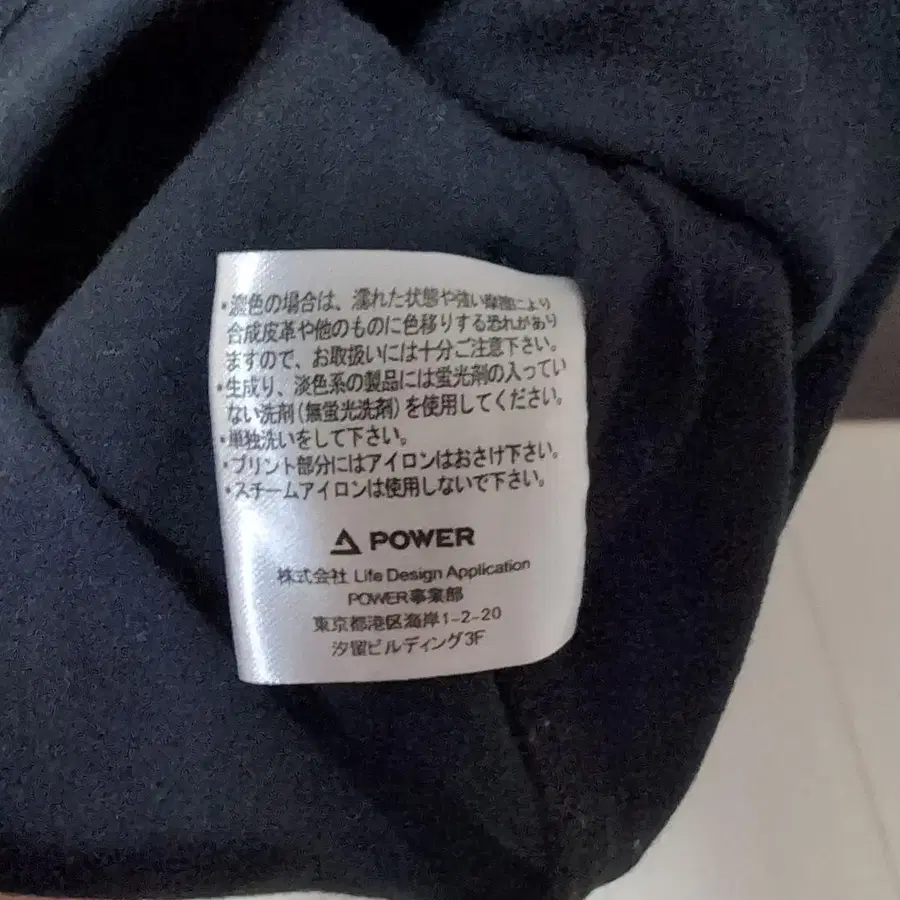 ・濃色の場合は、濡れた状態や強い摩擦により
合成皮革や他のものに色移りする恐れがあり
ますので、お取扱いには十分ご注意下さい。
・生成り、淡色系の製品には蛍光剤の入ってい
ない洗剤(無蛍光洗剤)を使用してください。
・単独洗いをして下さい。
・プリント部分にはアイロンはおさけ下さい。
・スチームアイロンは使用しないで下さい。
POWER
株式会社 Life Design Application
POWER事業部
東京都港区海岸1-2-20
汐留ビルディング3F